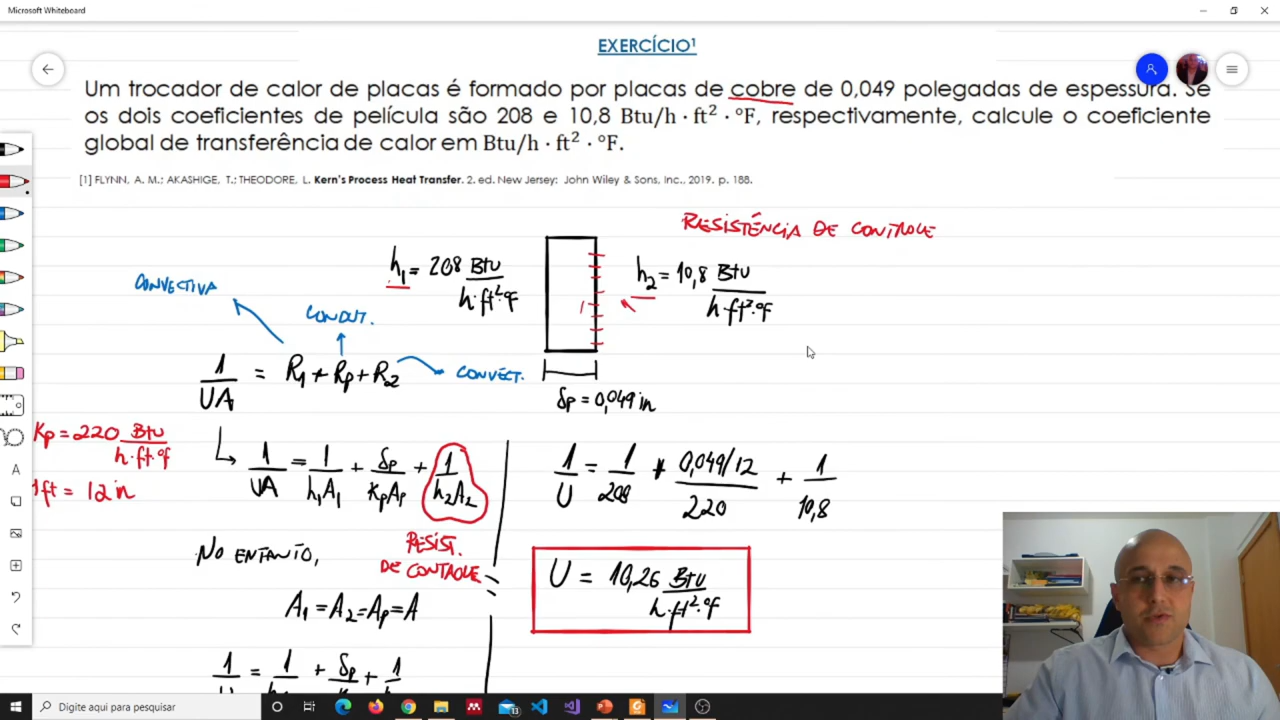 Microsoft Whiteboard
EXERCÍCIO¹
Um trocador de calor de placas é formado por placas de cobre de 0,049 polegadas de espessura. Se
os dois coeficientes de película são 208 e 10,8 Btu/h · ft² · °F, respectivamente, calcule o coeficiente
global de transferência de calor em Btu/h · ft² · °F.
[1] FLYNN, A. M.; AKASHIGE, T.; THEODORE, L. Kern's Process Heat Transfer. 2. ed. New Jersey: John Wiley & Sons, Inc., 2019. p. 188.
RESISTÊNCIA DE CONTROLE
h₁ = 208 Btu/h·ft²·°F
h₂ = 10,8 Btu/h·ft²·°F
CONVECTIVA
CONDUT.
1/UA = R₁ + Rp + R₂
CONVECT.
δp = 0,049 in
Kp = 220 Btu/h·ft·°F
1ft = 12 in
1/UA = 1/h₁A₁ + δp/KpAp + 1/h₂A₂
1/U = 1/208 + 0,049/12/220 + 1/10,8
NO ENTANTO,
RESIST.
DE CONTROLE
A₁ = A₂ = Ap = A
U = 10,26 Btu/h·ft²·°F
1/U = 1/h + δp/k + 1/h
Digite aqui para pesquisar
13